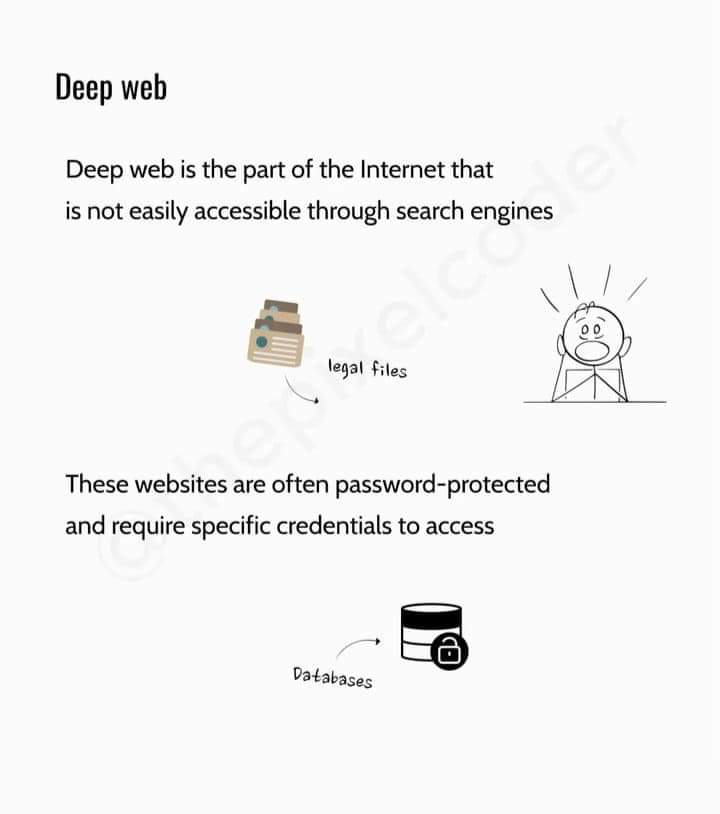 Deep web
Deep web is the part of the Internet that
is not easily accessible through search engines
legal files
These websites are often password-protected
and require specific credentials to access
Databases
@thepixelcoder